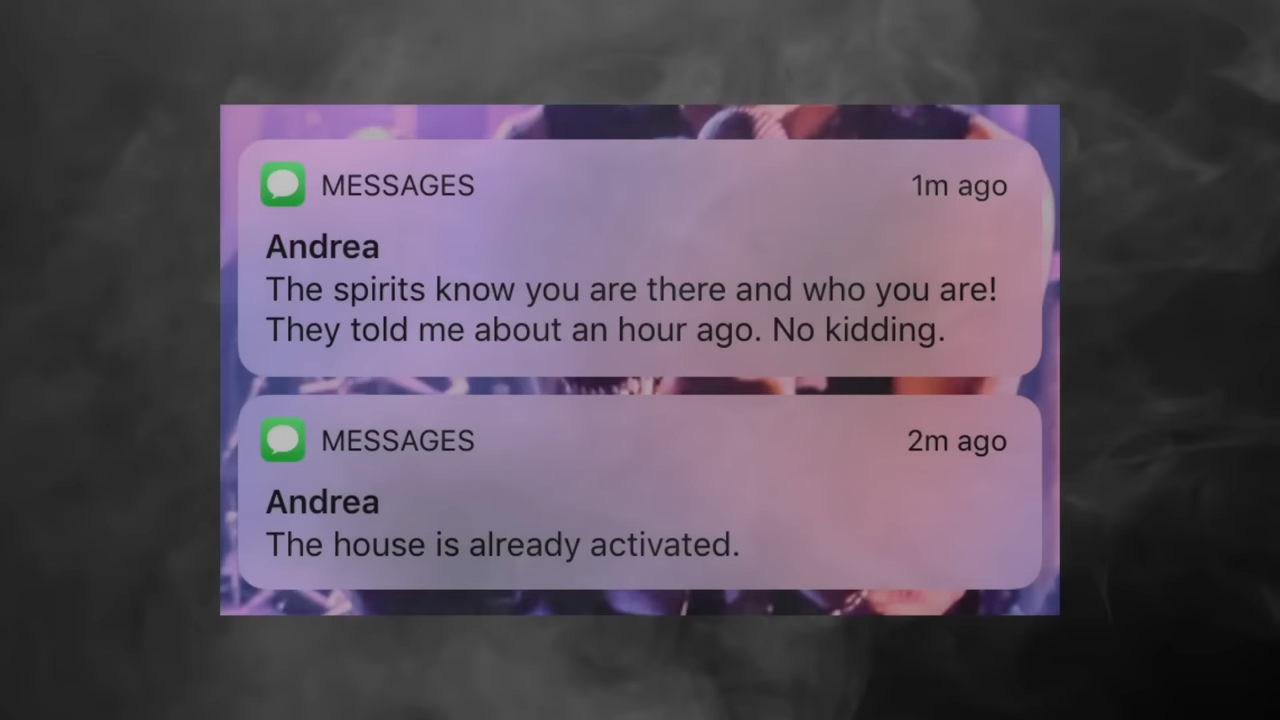 MESSAGES 1m ago
Andrea
The spirits know you are there and who you are!
They told me about an hour ago. No kidding.
MESSAGES 2m ago
Andrea
The house is already activated.